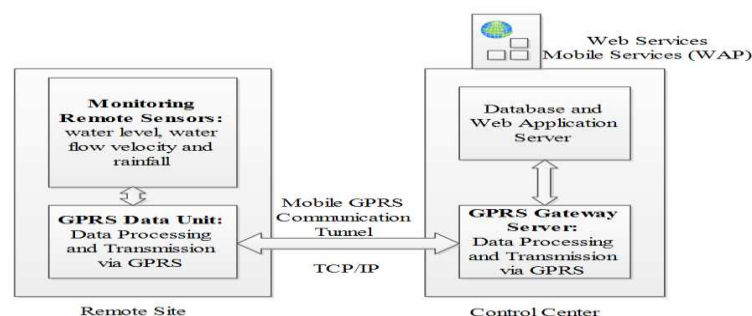 Web Services
Mobile Services (WAP)
Monitoring
Remote Sensors:
water level, water
flow velocity and
rainfall
GPRS Data Unit:
Data Processing
and Transmission
via GPRS
Remote Site
Mobile GPRS
Communication
Tunnel
TCP/IP
Database and
Web Application
Server
GPRS Gateway
Server:
Data Processing
and Transmission
via GPRS
Control Center